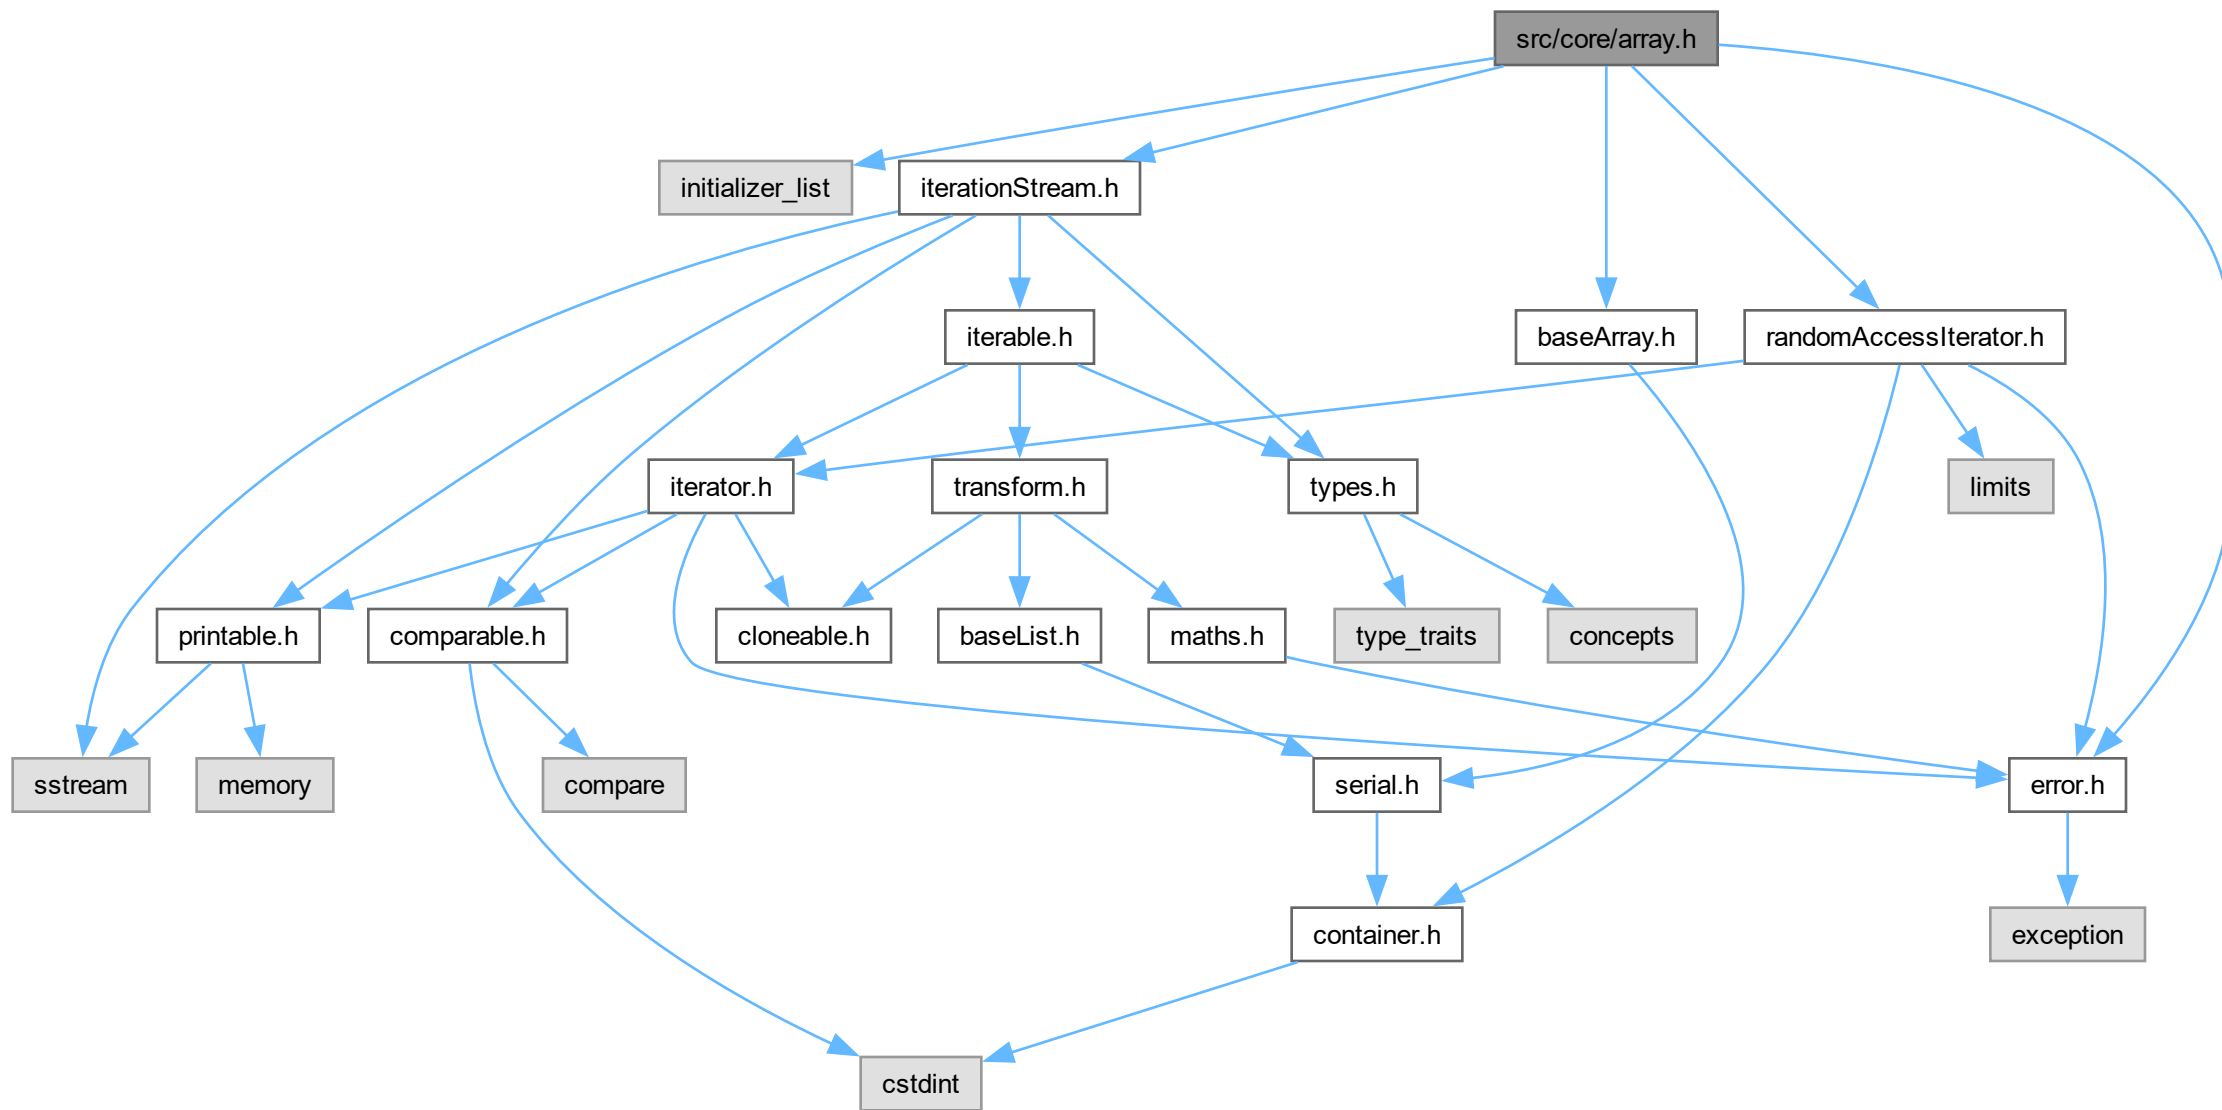 src/core/array.h
initializer_list
iterationStream.h
iterable.h
baseArray.h
randomAccessIterator.h
iterator.h
transform.h
types.h
limits
printable.h
comparable.h
cloneable.h
baseList.h
maths.h
type_traits
concepts
sstream
memory
compare
serial.h
error.h
container.h
exception
cstdint